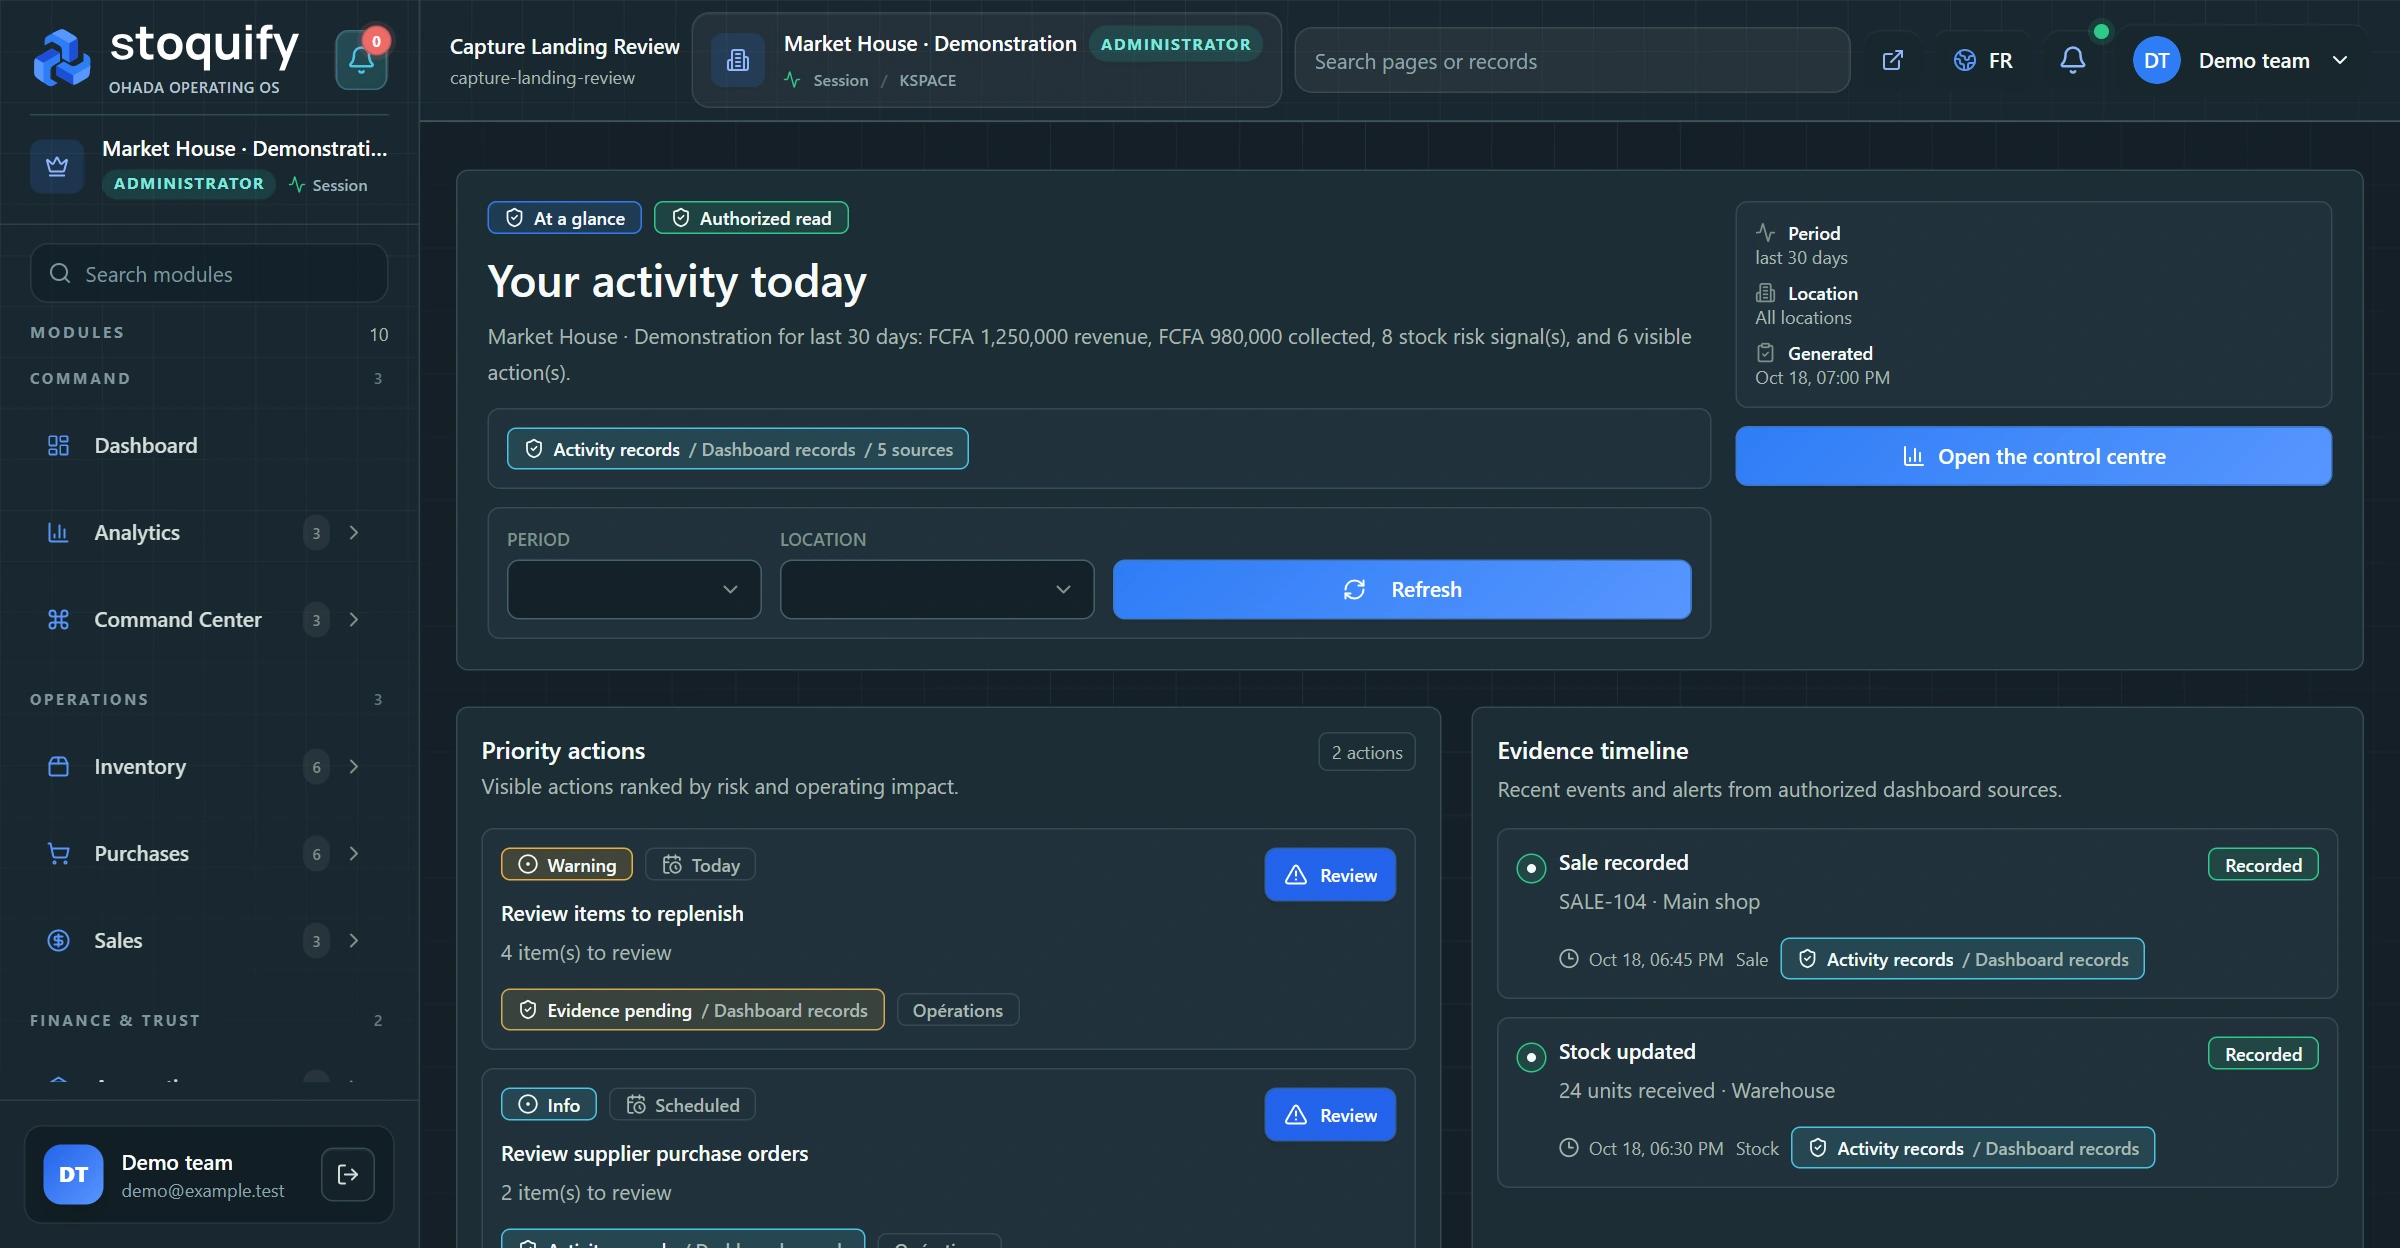 stoquify
OHADA OPERATING OS
0
Market House · Demonstrati...
ADMINISTRATOR
Session
Search modules
MODULES 10
COMMAND 3
Dashboard
Analytics 3
Command Center 3
OPERATIONS 3
Inventory 6
Purchases 6
Sales 3
FINANCE & TRUST 2
DT
Demo team
demo@example.test
Capture Landing Review
capture-landing-review
Market House · Demonstration ADMINISTRATOR
Session / KSPACE
Search pages or records
FR
DT Demo team
At a glance
Authorized read
Your activity today
Market House · Demonstration for last 30 days: FCFA 1,250,000 revenue, FCFA 980,000 collected, 8 stock risk signal(s), and 6 visible
action(s).
Activity records / Dashboard records / 5 sources
PERIOD
LOCATION
Refresh
Period
last 30 days
Location
All locations
Generated
Oct 18, 07:00 PM
Open the control centre
Priority actions
2 actions
Visible actions ranked by risk and operating impact.
Warning
Today
Review
Review items to replenish
4 item(s) to review
Evidence pending / Dashboard records
Opérations
Info
Scheduled
Review
Review supplier purchase orders
2 item(s) to review
Evidence timeline
Recent events and alerts from authorized dashboard sources.
Sale recorded
Recorded
SALE-104 · Main shop
Oct 18, 06:45 PM Sale
Activity records / Dashboard records
Stock updated
Recorded
24 units received · Warehouse
Oct 18, 06:30 PM Stock
Activity records / Dashboard records